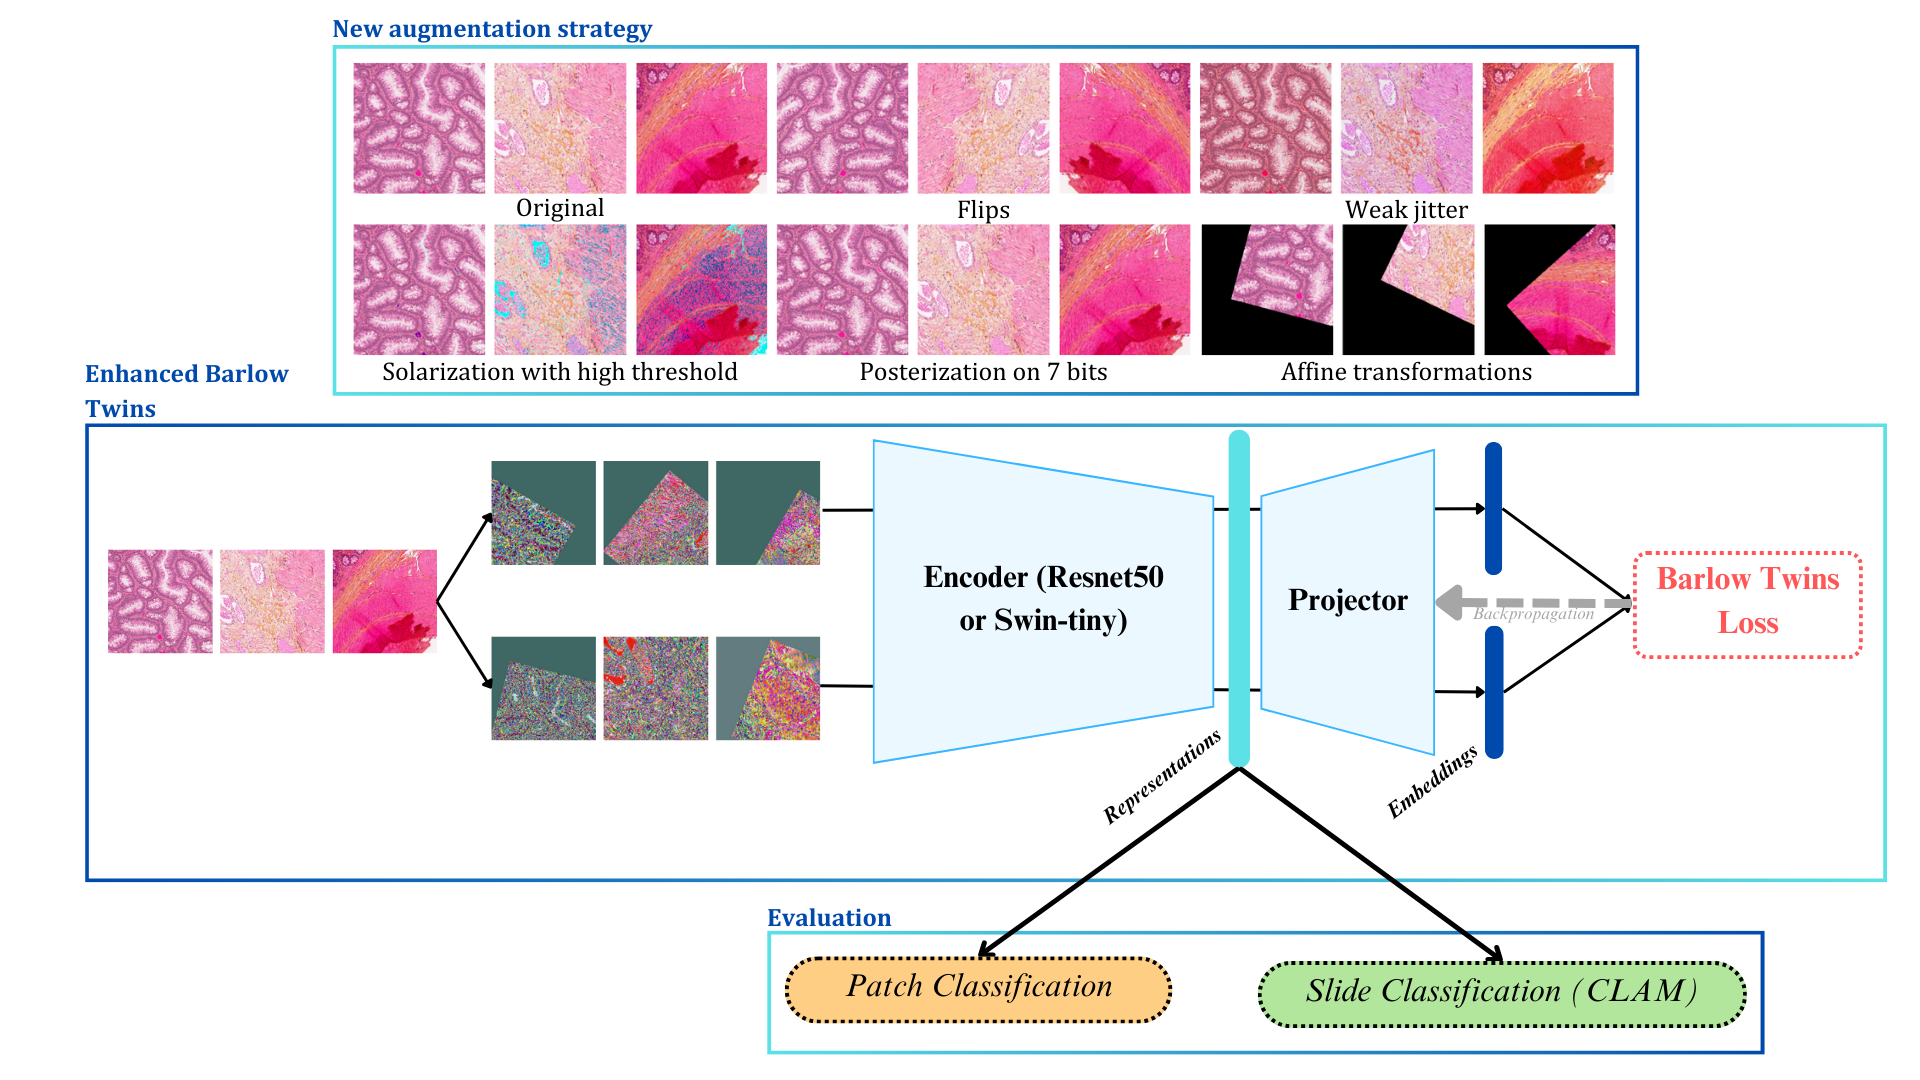 New augmentation strategy
Original
Flips
Weak jitter
Solarization with high threshold
Posterization on 7 bits
Affine transformations
Enhanced Barlow
Twins
Encoder (Resnet50
or Swin-tiny)
Projector
Backpropagation
Barlow Twins
Loss
Representations
Embeddings
Evaluation
Patch Classification
Slide Classification (CLAM)